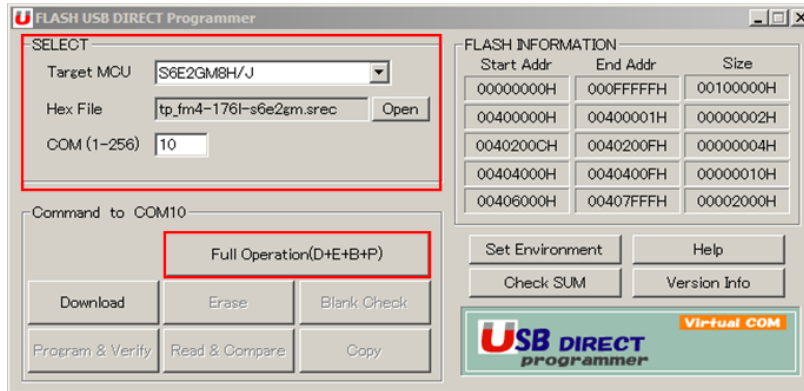 FLASH USB DIRECT Programmer
SELECT
Target MCU S6E2GM8H/J
Hex File tp_fm4-176l-s6e2gm.srec Open
COM (1-256) 10
Command to COM10
Full Operation(D+E+B+P)
Download Erase Blank Check
Program & Verify Read & Compare Copy
FLASH INFORMATION
Start Addr End Addr Size
00000000H 000FFFFFH 00100000H
00400000H 00400001H 00000002H
0040200CH 0040200FH 00000004H
00404000H 0040400FH 00000010H
00406000H 00407FFFH 00002000H
Set Environment Help
Check SUM Version Info
Virtual COM
USB DIRECT
programmer